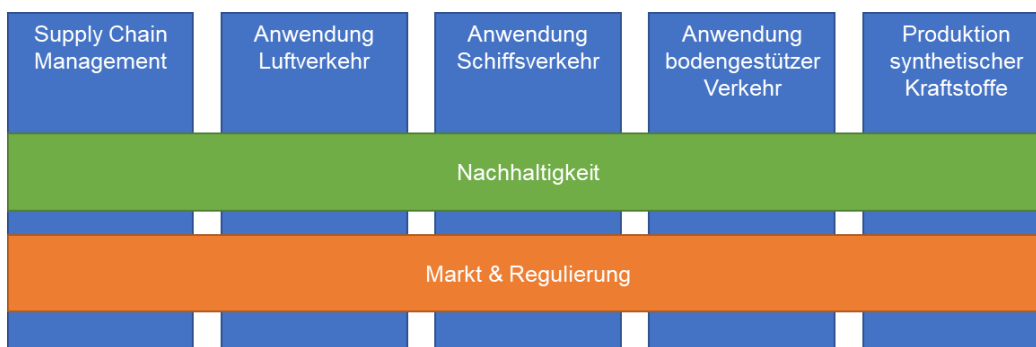 Supply Chain
Management
Anwendung
Luftverkehr
Anwendung
Schiffsverkehr
Anwendung
bodengestützer
Verkehr
Produktion
synthetischer
Kraftstoffe
Nachhaltigkeit
Markt & Regulierung